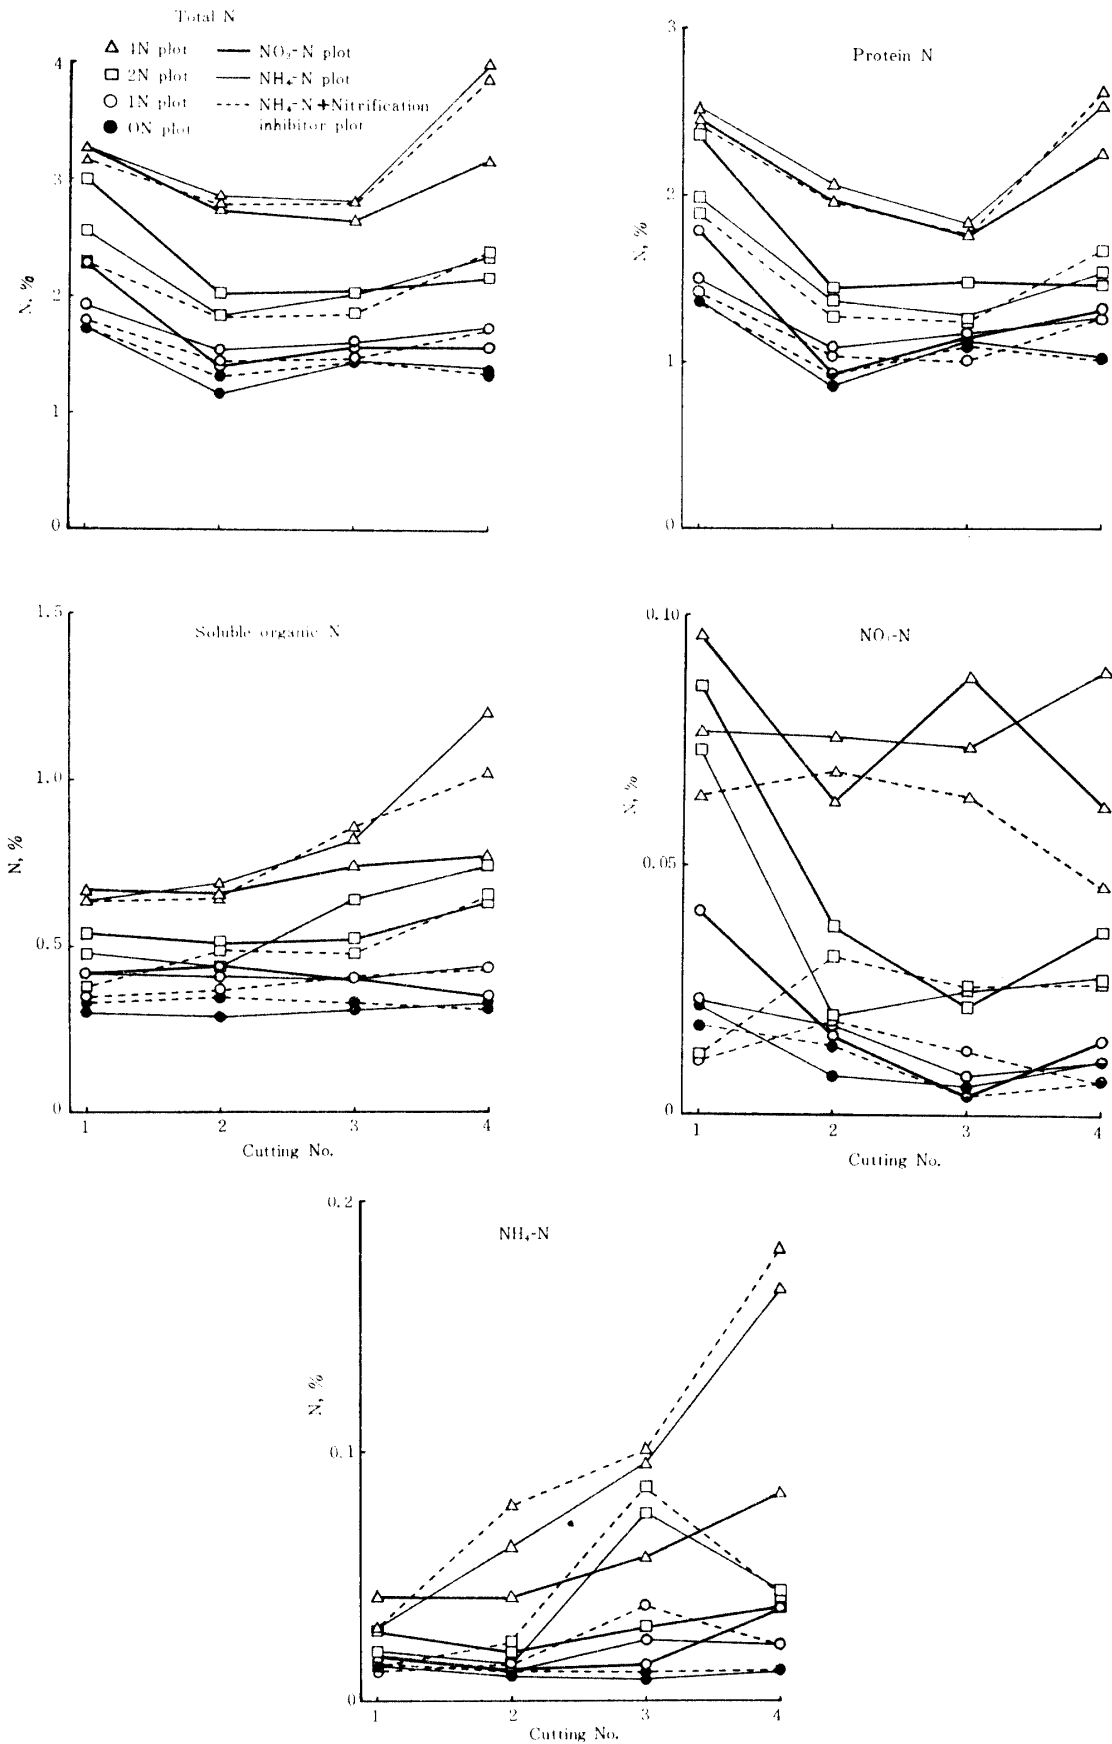 Total N
4N plot
NO₃-N plot
2N plot
NH₄-N plot
1N plot
NH₄-N+Nitrification
inhibitor plot
0N plot
4
3
2
1
0
N, %
Protein N
3
2
1
0
N, %
Soluble organic N
1.5
1.0
0.5
0
N, %
1 2 3 4
Cutting No.
NO₃-N
0.10
0.05
0
N, %
1 2 3 4
Cutting No.
NH₄-N
0.2
0.1
0
N, %
1 2 3 4
Cutting No.